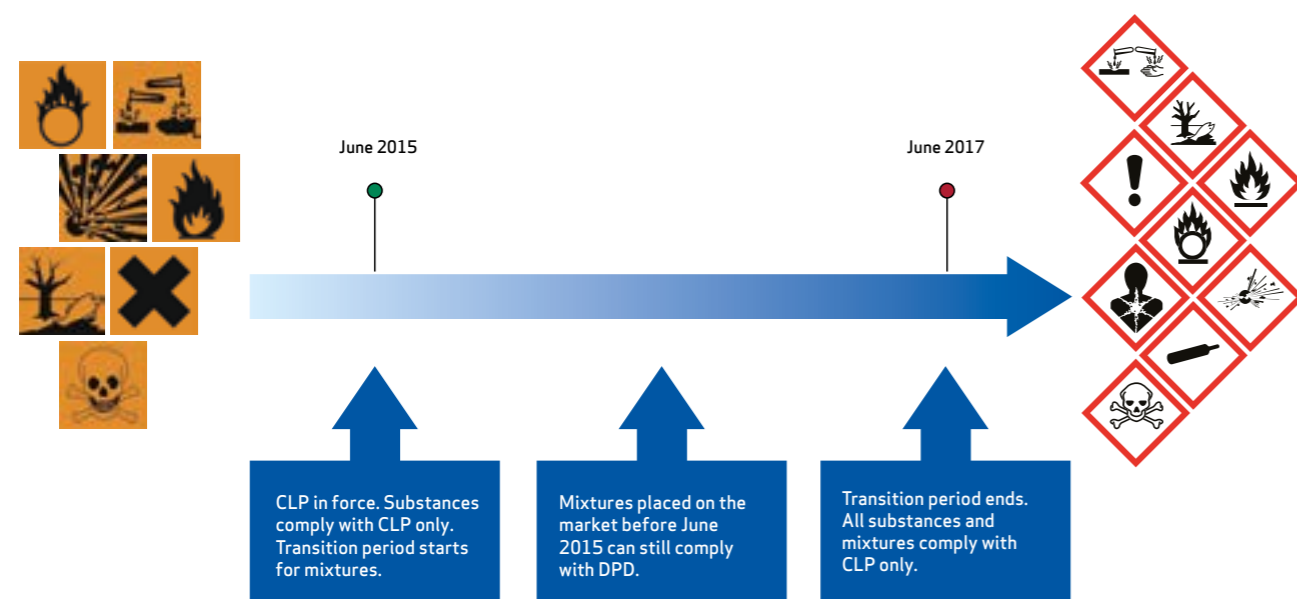 June 2015
June 2017
CLP in force. Substances
comply with CLP only.
Transition period starts
for mixtures.
Mixtures placed on the
market before June
2015 can still comply
with DPD.
Transition period ends.
All substances and
mixtures comply with
CLP only.